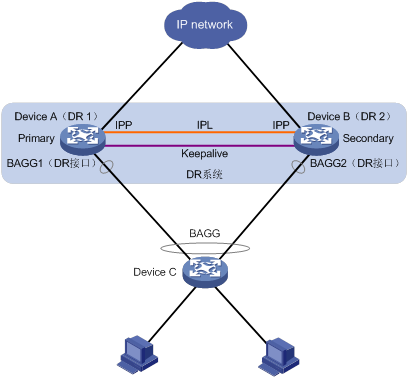 IP network
Device A（DR 1）
Device B（DR 2）
IPP
IPL
IPP
Primary
Secondary
Keepalive
BAGG1（DR接口）
BAGG2（DR接口）
DR系统
BAGG
Device C